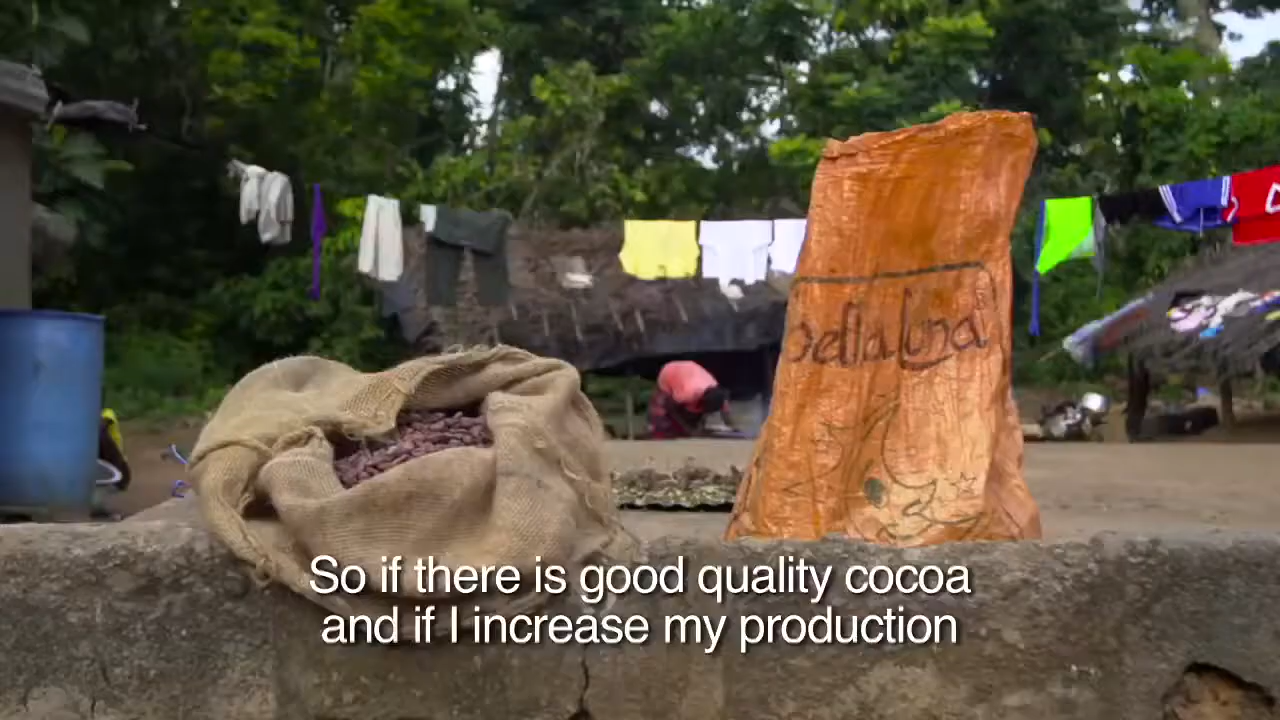 bella luna
So if there is good quality cocoa
and if I increase my production